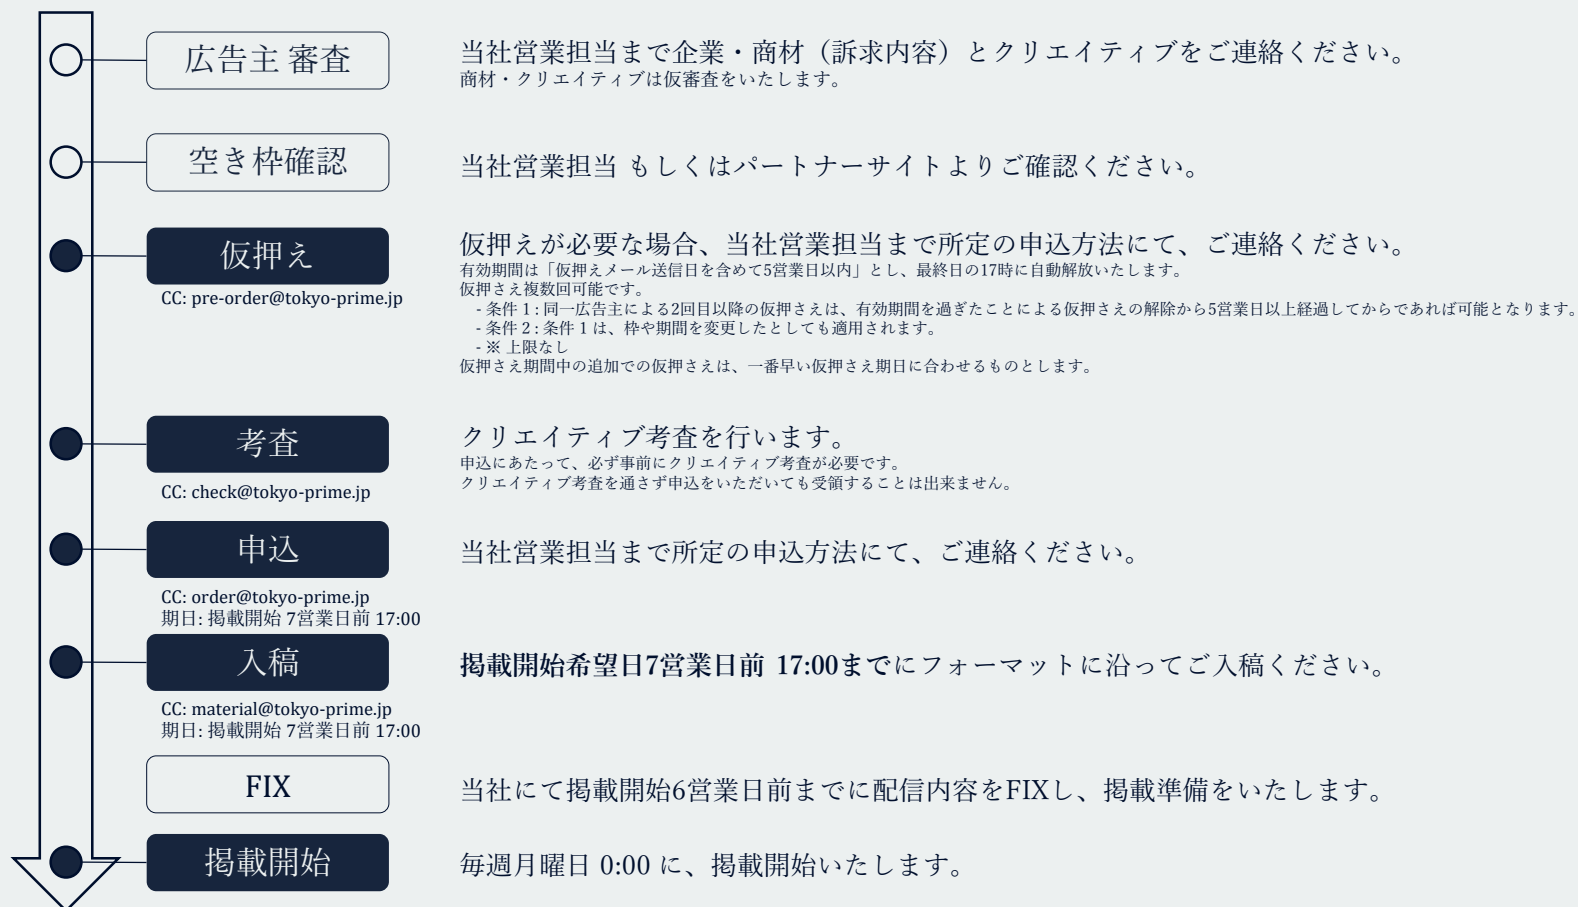 広告主 審査
当社営業担当まで企業・商材（訴求内容）とクリエイティブをご連絡ください。
商材・クリエイティブは仮審査をいたします。
空き枠確認
当社営業担当 もしくはパートナーサイトよりご確認ください。
仮押え
CC: pre-order@tokyo-prime.jp
仮押えが必要な場合、当社営業担当まで所定の申込方法にて、ご連絡ください。
有効期間は「仮押えメール送信日を含めて5営業日以内」とし、最終日の17時に自動解放いたします。
仮押さえ複数回可能です。
- 条件 1 : 同一広告主による2回目以降の仮押さえは、有効期間を過ぎたことによる仮押さえの解除から5営業日以上経過してからであれば可能となります。
- 条件 2 : 条件 1 は、枠や期間を変更したとしても適用されます。
- ※ 上限なし
仮押さえ期間中の追加での仮押さえは、一番早い仮押さえ期日に合わせるものとします。
考査
CC: check@tokyo-prime.jp
クリエイティブ考査を行います。
申込にあたって、必ず事前にクリエイティブ考査が必要です。
クリエイティブ考査を通さず申込をいただいても受領することは出来ません。
申込
CC: order@tokyo-prime.jp
期日: 掲載開始 7営業日前 17:00
当社営業担当まで所定の申込方法にて、ご連絡ください。
入稿
CC: material@tokyo-prime.jp
期日: 掲載開始 7営業日前 17:00
掲載開始希望日7営業日前 17:00までにフォーマットに沿ってご入稿ください。
FIX
当社にて掲載開始6営業日前までに配信内容をFIXし、掲載準備をいたします。
掲載開始
毎週月曜日 0:00 に、掲載開始いたします。